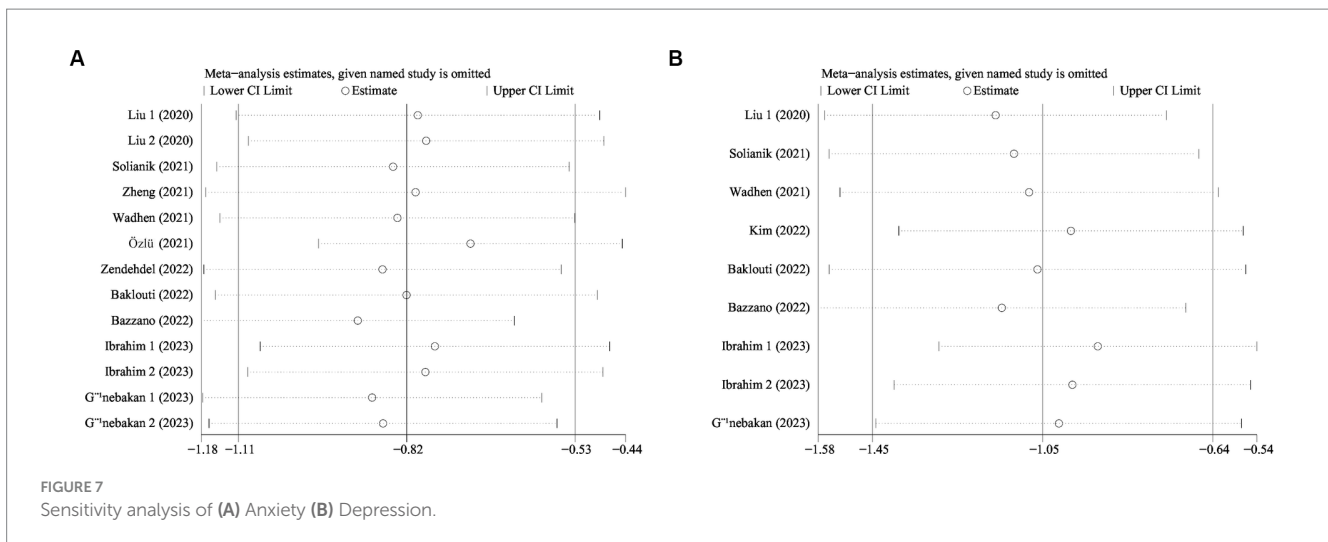 A
Meta−analysis estimates, given named study is omitted
Lower CI Limit Estimate Upper CI Limit
Liu 1 (2020)
Liu 2 (2020)
Solianik (2021)
Zheng (2021)
Wadhen (2021)
Özlü (2021)
Zendehdel (2022)
Baklouti (2022)
Bazzano (2022)
Ibrahim 1 (2023)
Ibrahim 2 (2023)
G¨¹nebakan 1 (2023)
G¨¹nebakan 2 (2023)
−1.18 −1.11 −0.82 −0.53 −0.44
B
Meta−analysis estimates, given named study is omitted
Lower CI Limit Estimate Upper CI Limit
Liu 1 (2020)
Solianik (2021)
Wadhen (2021)
Kim (2022)
Baklouti (2022)
Bazzano (2022)
Ibrahim 1 (2023)
Ibrahim 2 (2023)
G¨¹nebakan (2023)
−1.58 −1.45 −1.05 −0.64 −0.54
FIGURE 7
Sensitivity analysis of (A) Anxiety (B) Depression.